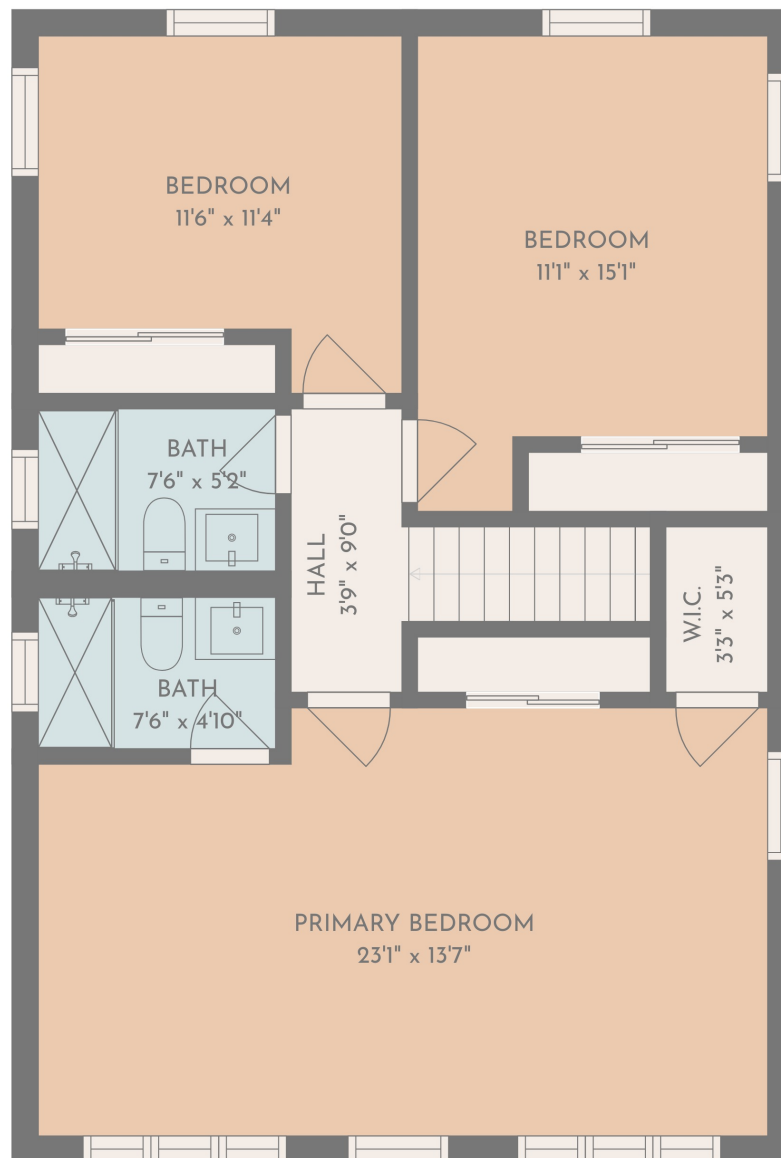 BEDROOM
11'6" x 11'4"
BEDROOM
11'1" x 15'1"
BATH
7'6" x 5'2"
HALL
3'9" x 9'0"
W.I.C.
3'3" x 5'3"
BATH
7'6" x 4'10"
PRIMARY BEDROOM
23'1" x 13'7"